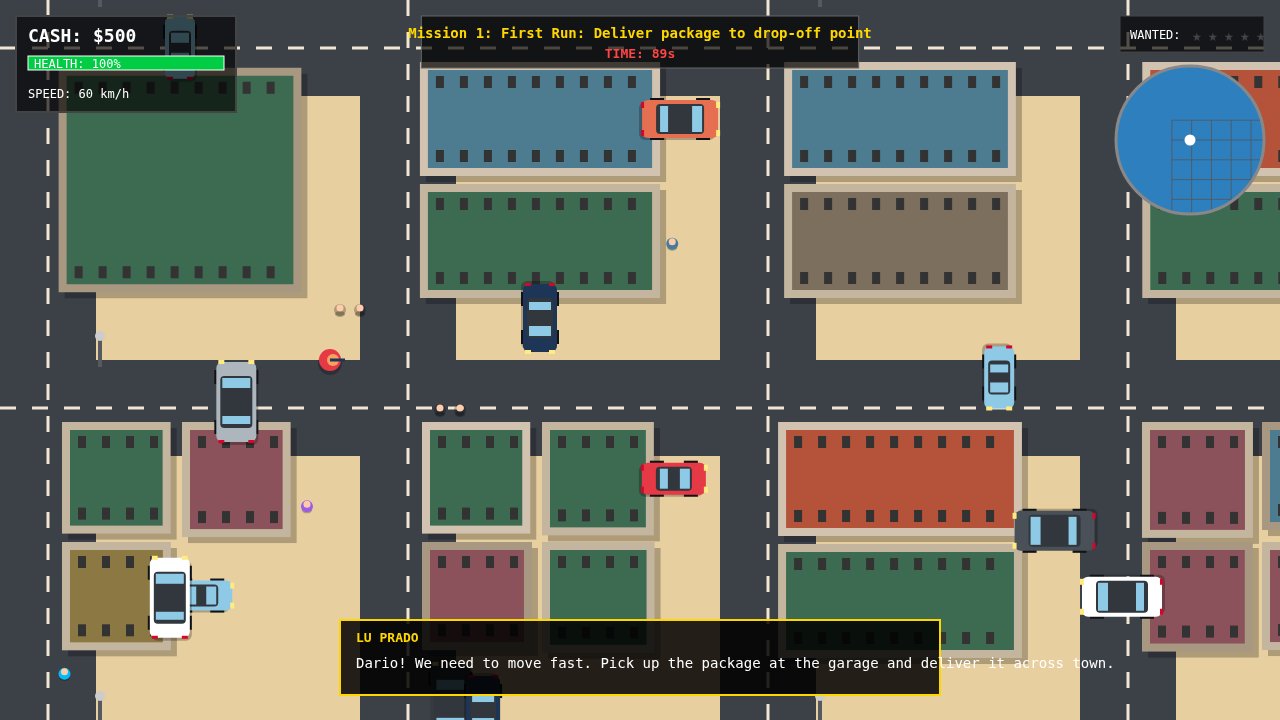 CASH: $500
HEALTH: 100%
SPEED: 60 km/h
Mission 1: First Run: Deliver package to drop-off point
TIME: 89s
WANTED: ★ ★ ★ ★ ★
LU PRADO
Dario! We need to move fast. Pick up the package at the garage and deliver it across town.